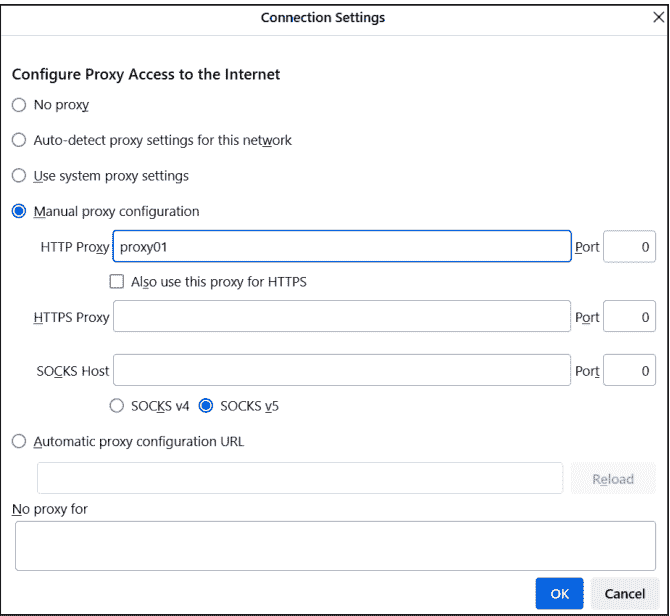 Connection Settings
Configure Proxy Access to the Internet
No proxy
Auto-detect proxy settings for this network
Use system proxy settings
Manual proxy configuration
HTTP Proxy proxy01 Port 0
Also use this proxy for HTTPS
HTTPS Proxy Port 0
SOCKS Host Port 0
SOCKS v4 SOCKS v5
Automatic proxy configuration URL
Reload
No proxy for
OK Cancel